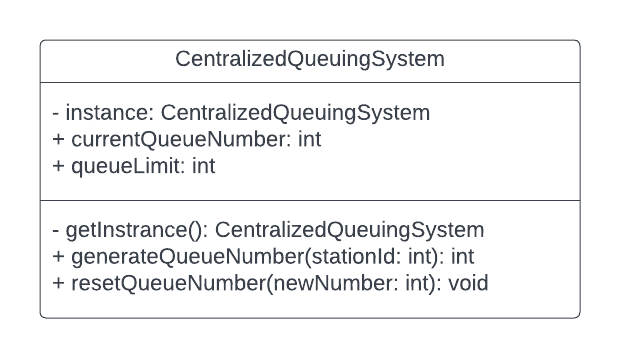 CentralizedQueuingSystem
- instance: CentralizedQueuingSystem
+ currentQueueNumber: int
+ queueLimit: int
- getInstrance(): CentralizedQueuingSystem
+ generateQueueNumber(stationId: int): int
+ resetQueueNumber(newNumber: int): void